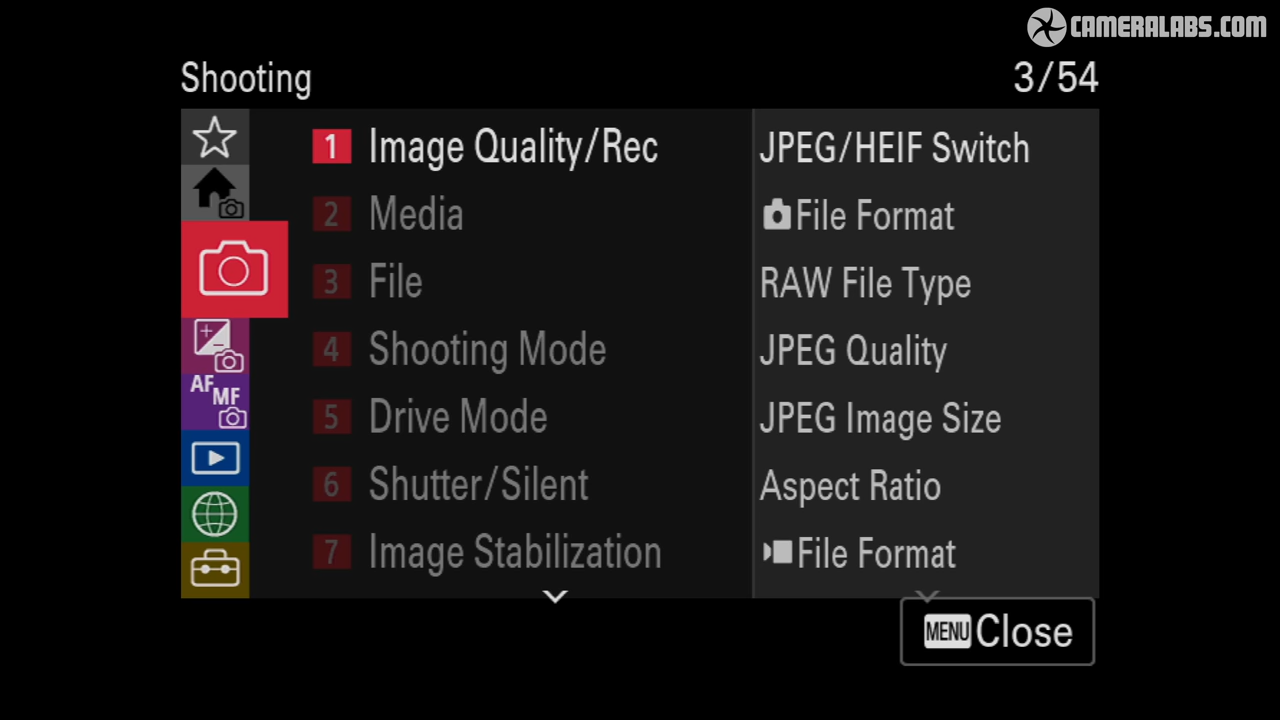 CAMERALABS.COM
Shooting 3/54
1 Image Quality/Rec JPEG/HEIF Switch
2 Media File Format
3 File RAW File Type
4 Shooting Mode JPEG Quality
AF MF
5 Drive Mode JPEG Image Size
6 Shutter/Silent Aspect Ratio
7 Image Stabilization File Format
MENU Close